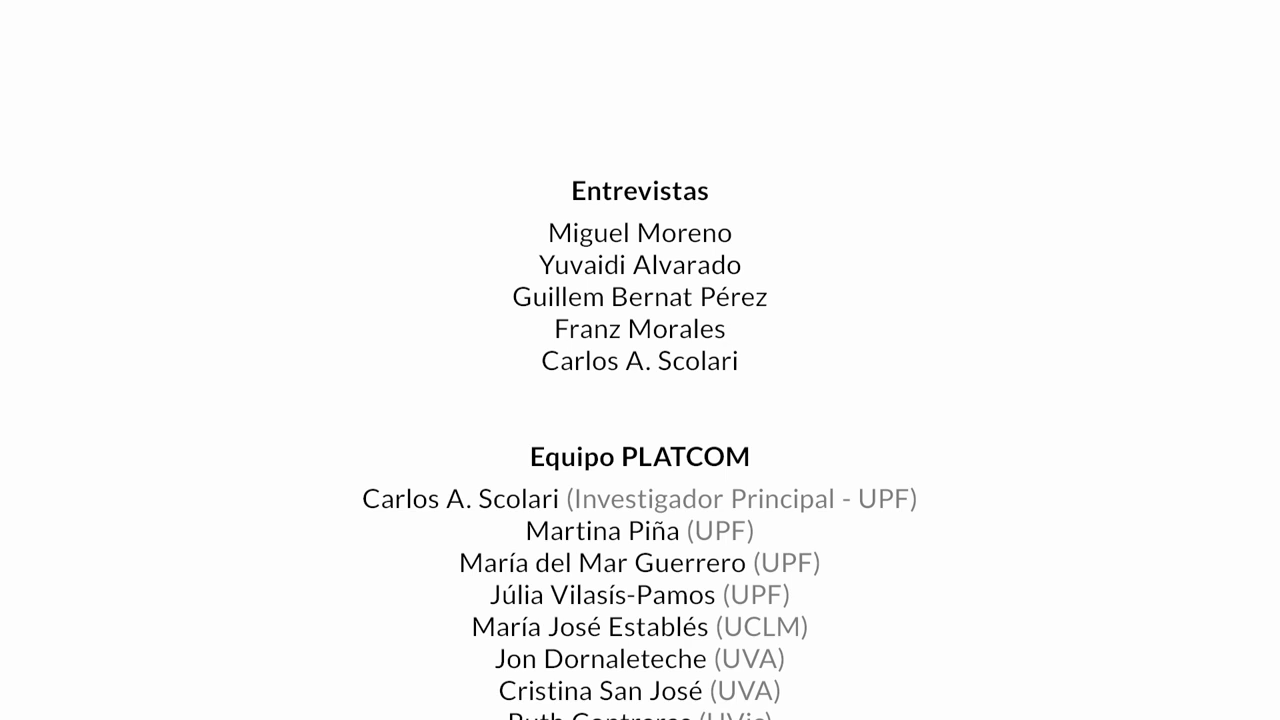 Entrevistas
Miguel Moreno
Yuvaidi Alvarado
Guillem Bernat Pérez
Franz Morales
Carlos A. Scolari
Equipo PLATCOM
Carlos A. Scolari (Investigador Principal - UPF)
Martina Piña (UPF)
María del Mar Guerrero (UPF)
Júlia Vilasís-Pamos (UPF)
María José Establés (UCLM)
Jon Dornaleteche (UVA)
Cristina San José (UVA)